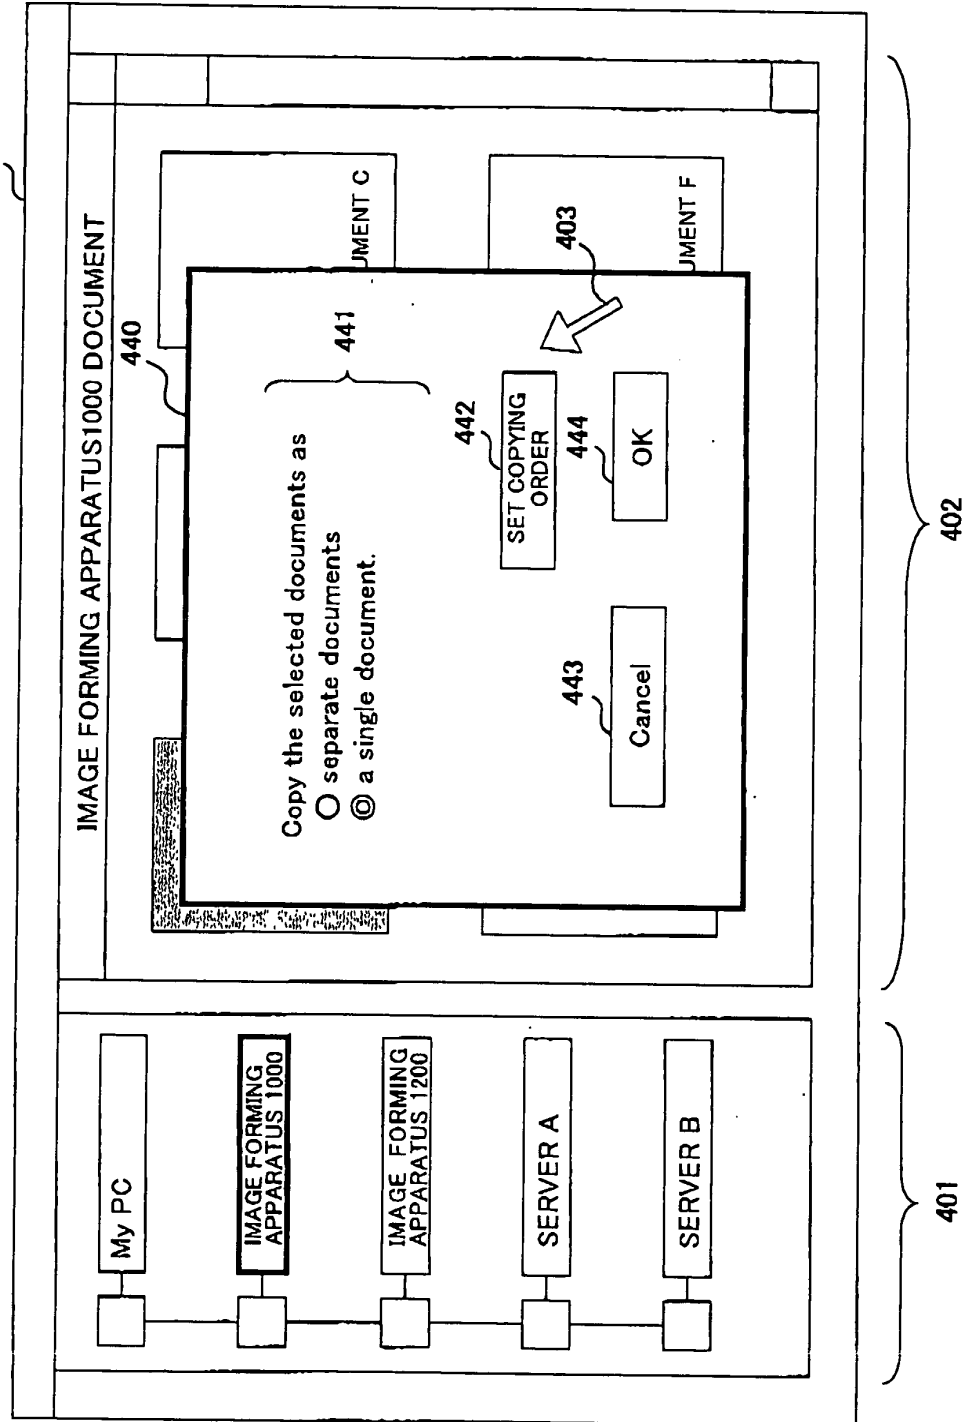 IMAGE FORMING APPARATUS1000 DOCUMENT
My PC
IMAGE FORMING
APPARATUS 1000
IMAGE FORMING
APPARATUS 1200
SERVER A
SERVER B
401
440
Copy the selected documents as
separate documents
a single document.
441
442
SET COPYING
ORDER
403
443
Cancel
444
OK
UMENT C
UMENT F
402